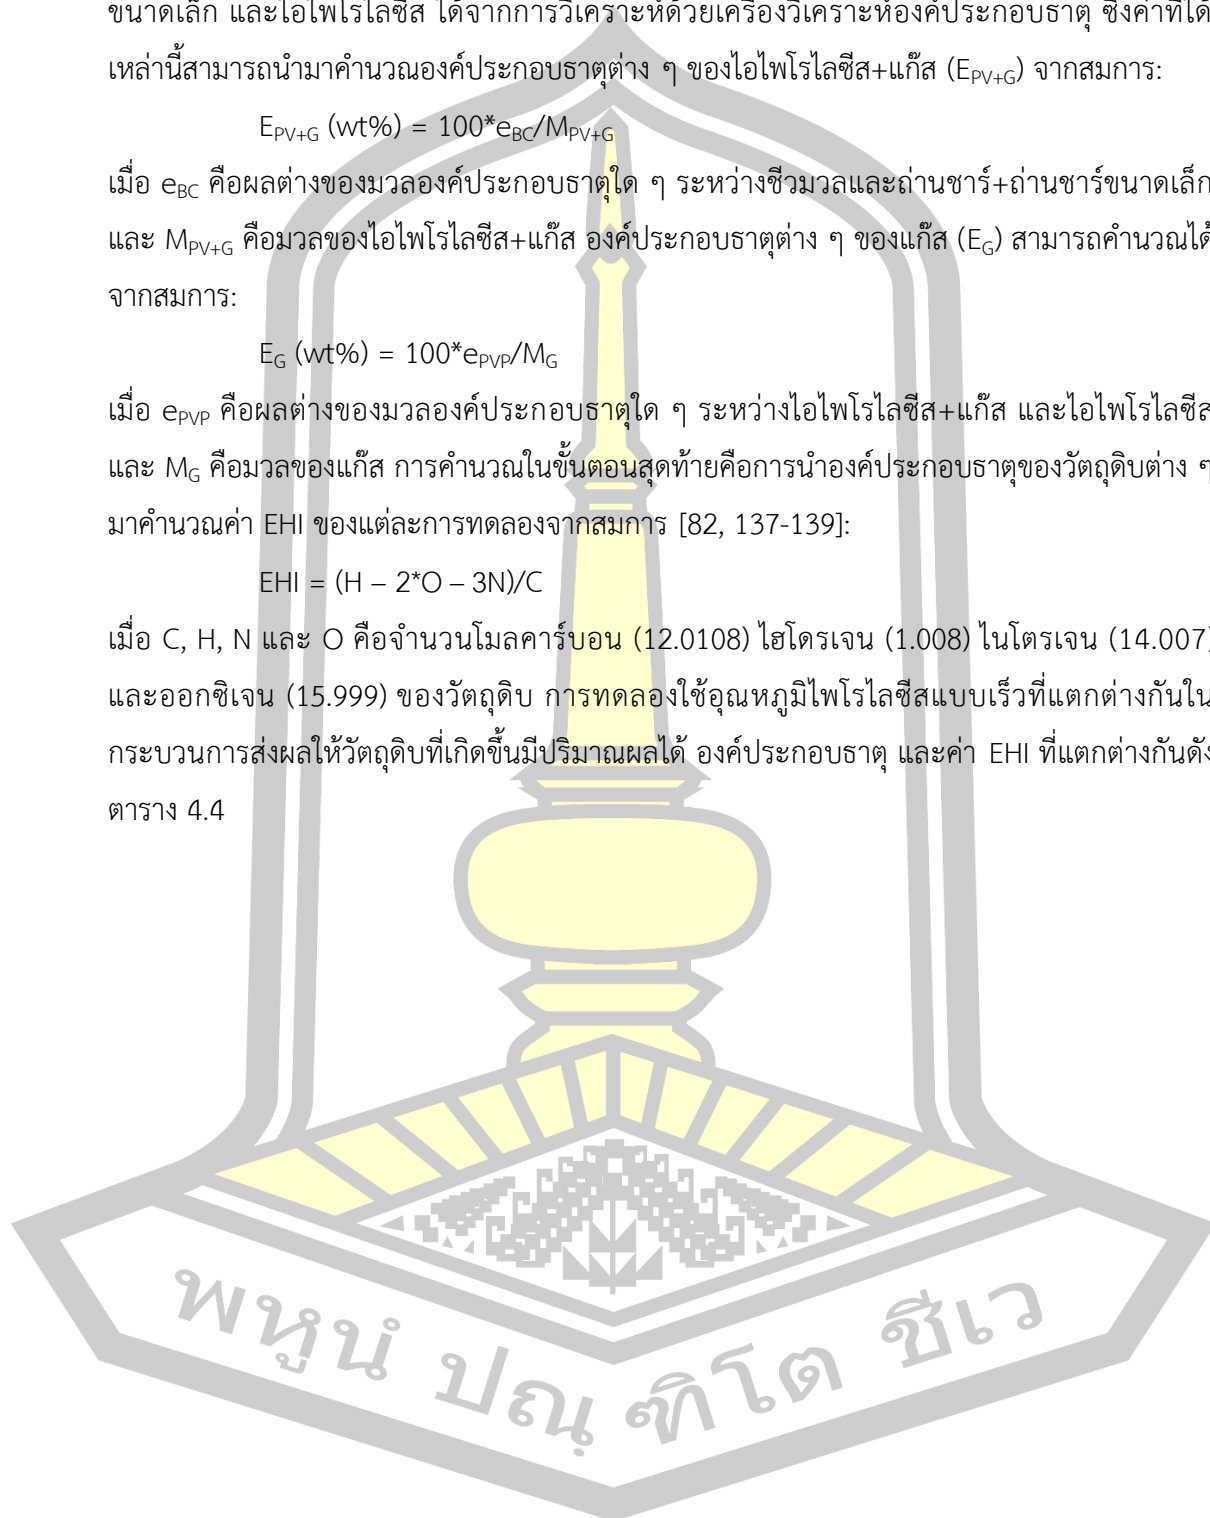 ขนาดเล็ก และไอไพโรไลซีส ได้จากการวิเคราะห์ด้วยเครื่องวิเคราะห์องค์ประกอบธาตุ ซึ่งค่าที่ได้
เหล่านี้สามารถนำมาคำนวณองค์ประกอบธาตุต่าง ๆ ของไอไพโรไลซีส+แก๊ส (E_PV+G) จากสมการ:
E_PV+G (wt%) = 100*e_BC/M_PV+G
เมื่อ e_BC คือผลต่างของมวลองค์ประกอบธาตุใด ๆ ระหว่างชีวมวลและถ่านชาร์+ถ่านชาร์ขนาดเล็ก
และ M_PV+G คือมวลของไอไพโรไลซีส+แก๊ส องค์ประกอบธาตุต่าง ๆ ของแก๊ส (E_G) สามารถคำนวณได้
จากสมการ:
E_G (wt%) = 100*e_PVP/M_G
เมื่อ e_PVP คือผลต่างของมวลองค์ประกอบธาตุใด ๆ ระหว่างไอไพโรไลซีส+แก๊ส และไอไพโรไลซีส
และ M_G คือมวลของแก๊ส การคำนวณในขั้นตอนสุดท้ายคือการนำองค์ประกอบธาตุของวัตถุดิบต่าง ๆ
มาคำนวณค่า EHI ของแต่ละการทดลองจากสมการ [82, 137-139]:
EHI = (H – 2*O – 3N)/C
เมื่อ C, H, N และ O คือจำนวนโมลคาร์บอน (12.0108) ไฮโดรเจน (1.008) ไนโตรเจน (14.007)
และออกซิเจน (15.999) ของวัตถุดิบ การทดลองใช้อุณหภูมิไพโรไลซีสแบบเร็วที่แตกต่างกันใน
กระบวนการส่งผลให้วัตถุดิบที่เกิดขึ้นมีปริมาณผลได้ องค์ประกอบธาตุ และค่า EHI ที่แตกต่างกันดัง
ตาราง 4.4
พหูนํ ปณฺฑิโต ชีเว